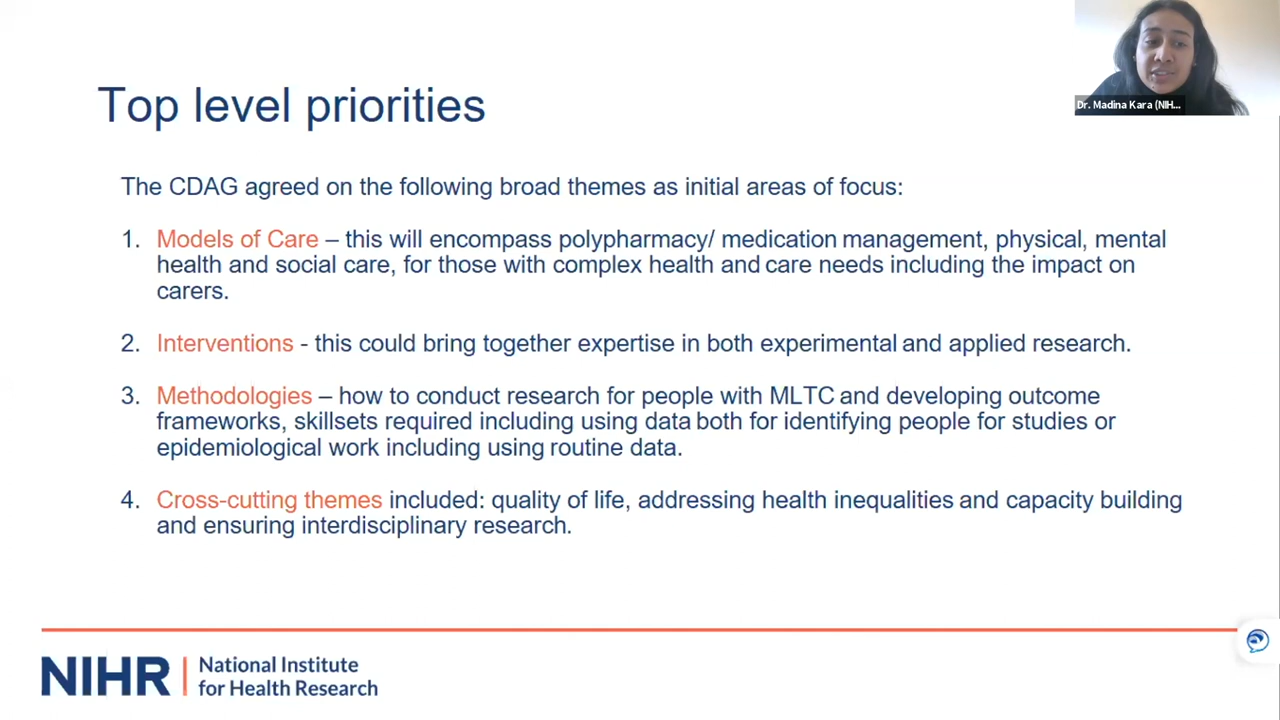 Dr. Madina Kara (NIH...
Top level priorities
The CDAG agreed on the following broad themes as initial areas of focus:
1. Models of Care – this will encompass polypharmacy/ medication management, physical, mental
health and social care, for those with complex health and care needs including the impact on
carers.
2. Interventions - this could bring together expertise in both experimental and applied research.
3. Methodologies – how to conduct research for people with MLTC and developing outcome
frameworks, skillsets required including using data both for identifying people for studies or
epidemiological work including using routine data.
4. Cross-cutting themes included: quality of life, addressing health inequalities and capacity building
and ensuring interdisciplinary research.
NIHR
National Institute
for Health Research